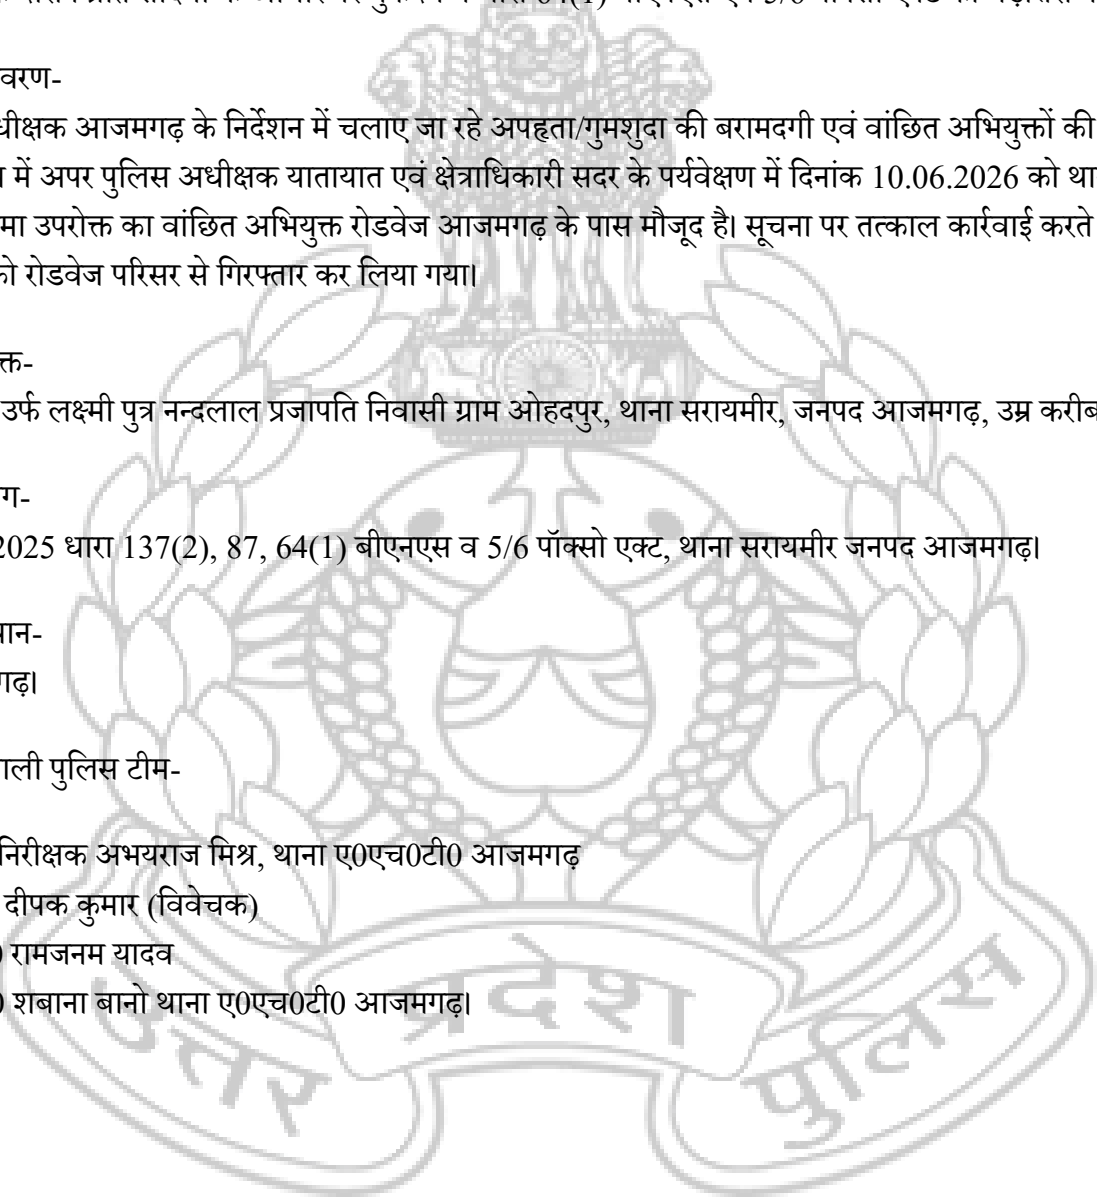 वरण-
धीक्षक आजमगढ़ के निर्देशन में चलाए जा रहे अपहृता/गुमशुदा की बरामदगी एवं वांछित अभियुक्तों की
में अपर पुलिस अधीक्षक यातायात एवं क्षेत्राधिकारी सदर के पर्यवेक्षण में दिनांक 10.06.2026 को था
मा उपरोक्त का वांछित अभियुक्त रोडवेज आजमगढ़ के पास मौजूद है। सूचना पर तत्काल कार्रवाई करते
को रोडवेज परिसर से गिरफ्तार कर लिया गया।
क्त-
उर्फ लक्ष्मी पुत्र नन्दलाल प्रजापति निवासी ग्राम ओहदपुर, थाना सरायमीर, जनपद आजमगढ़, उम्र करीब
ग-
2025 धारा 137(2), 87, 64(1) बीएनएस व 5/6 पॉक्सो एक्ट, थाना सरायमीर जनपद आजमगढ़।
थान-
गढ़।
ाली पुलिस टीम-
निरीक्षक अभयराज मिश्र, थाना ए0एच0टी0 आजमगढ़
दीपक कुमार (विवेचक)
0 रामजनम यादव
0 शबाना बानो थाना ए0एच0टी0 आजमगढ़।
उत्तर प्रदेश पुलिस